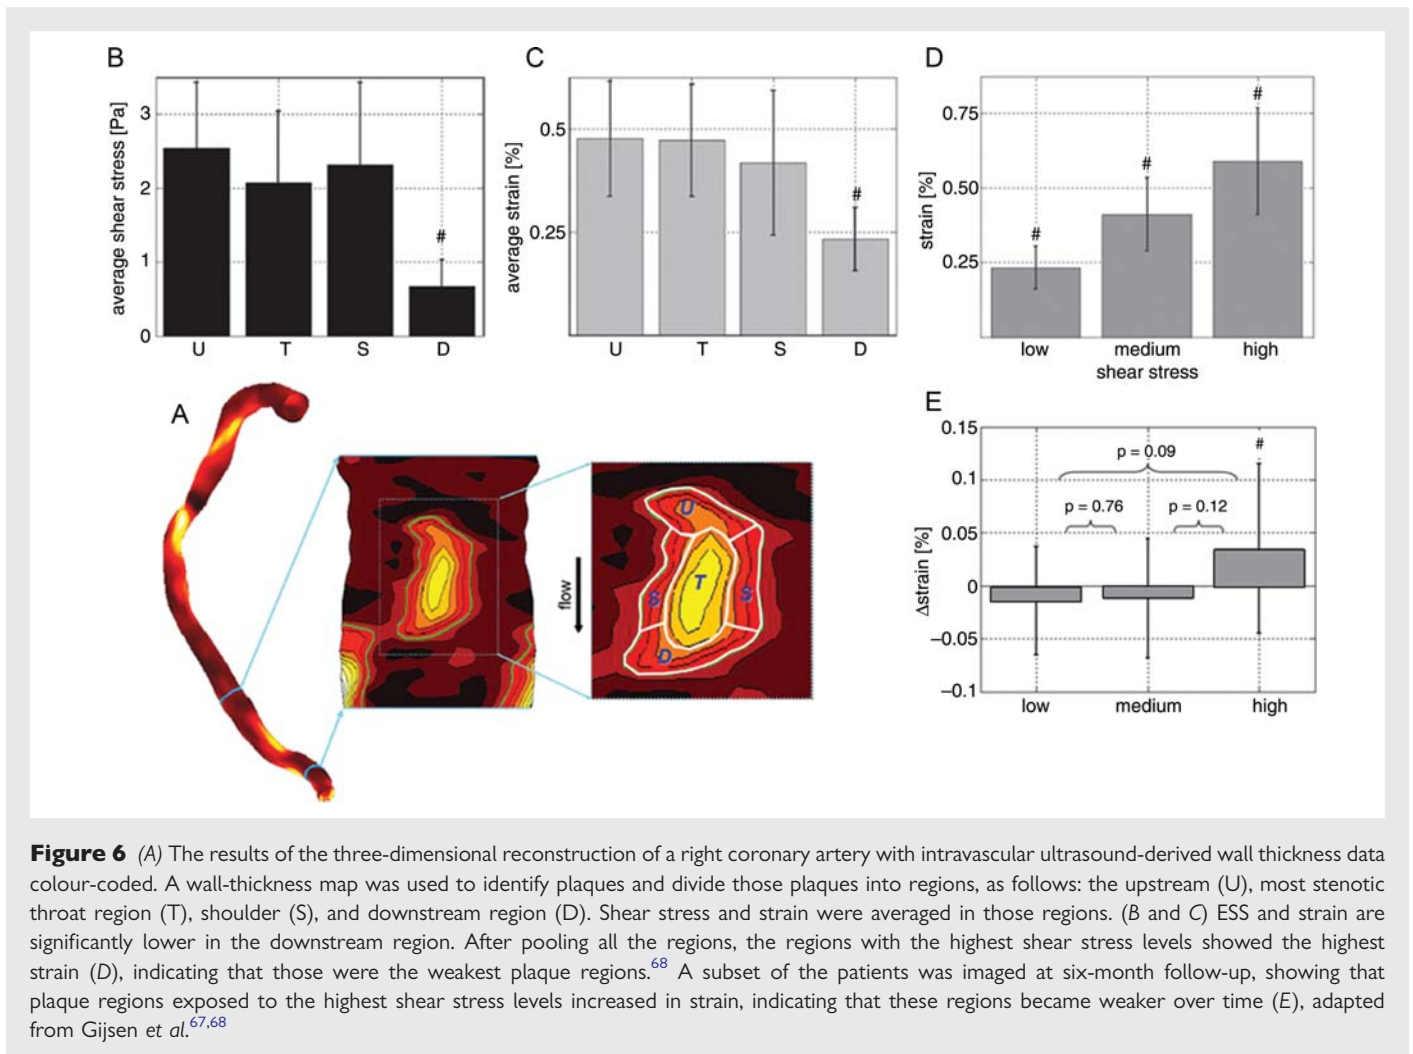 B
average shear stress [Pa]
3
2
1
0
#
U T S D
C
average strain [%]
0.5
0.25
#
U T S D
D
strain [%]
0.75
0.50
0.25
# # #
low medium high
shear stress
A
flow
U
T
S S
D
E
Δstrain [%]
0.15
0.1
0.05
0
−0.05
−0.1
p = 0.09
p = 0.76 p = 0.12
#
low medium high
Figure 6 (A) The results of the three-dimensional reconstruction of a right coronary artery with intravascular ultrasound-derived wall thickness data
colour-coded. A wall-thickness map was used to identify plaques and divide those plaques into regions, as follows: the upstream (U), most stenotic
throat region (T), shoulder (S), and downstream region (D). Shear stress and strain were averaged in those regions. (B and C) ESS and strain are
significantly lower in the downstream region. After pooling all the regions, the regions with the highest shear stress levels showed the highest
strain (D), indicating that those were the weakest plaque regions.68 A subset of the patients was imaged at six-month follow-up, showing that
plaque regions exposed to the highest shear stress levels increased in strain, indicating that these regions became weaker over time (E), adapted
from Gijsen et al.67,68